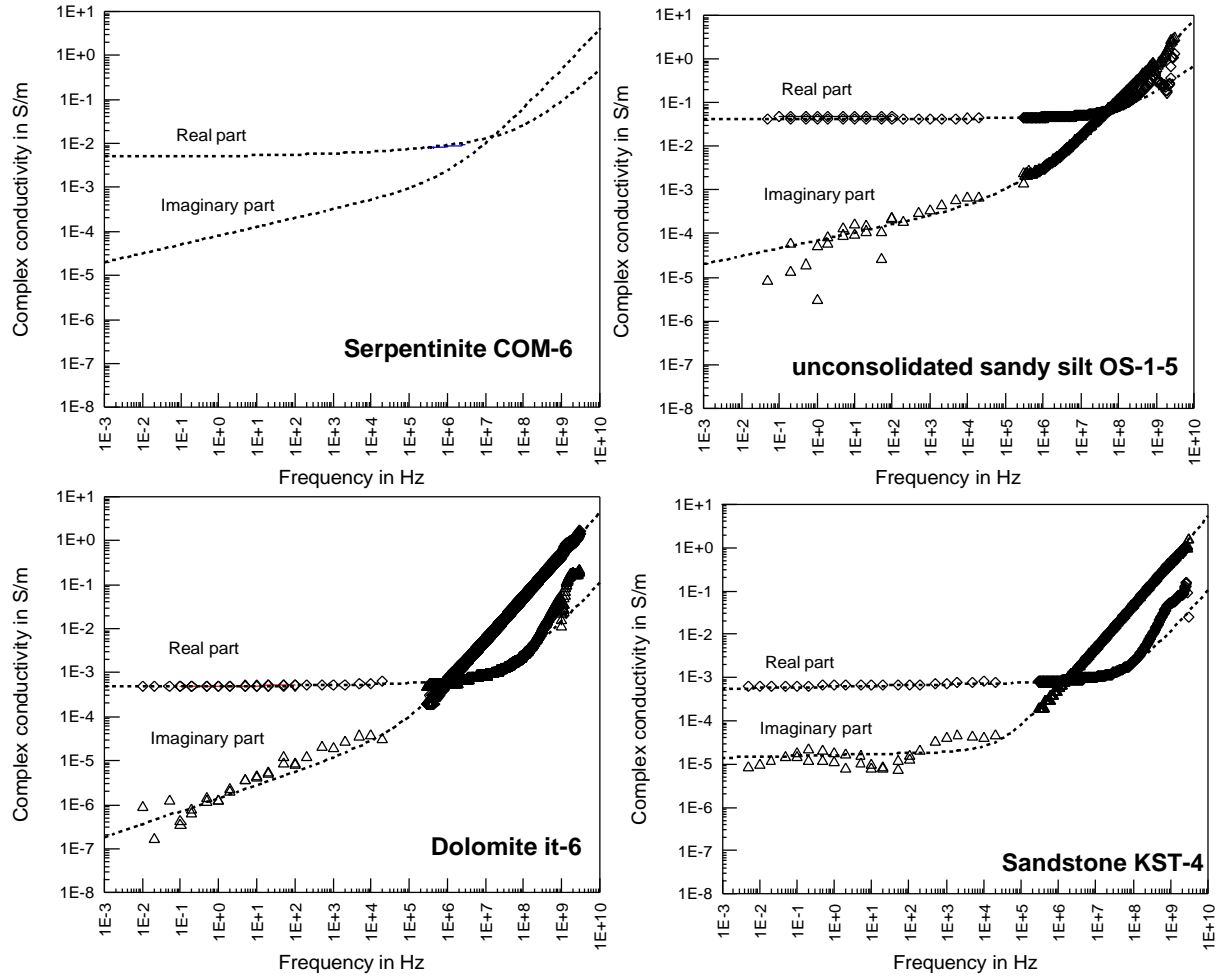 Complex conductivity in S/m
1E+1
1E+0
1E-1
1E-2
1E-3
1E-4
1E-5
1E-6
1E-7
1E-8
Real part
Imaginary part
Serpentinite COM-6
1E-3
1E-2
1E-1
1E+0
1E+1
1E+2
1E+3
1E+4
1E+5
1E+6
1E+7
1E+8
1E+9
1E+10
Frequency in Hz
Complex conductivity in S/m
1E+1
1E+0
1E-1
1E-2
1E-3
1E-4
1E-5
1E-6
1E-7
1E-8
Real part
Imaginary part
unconsolidated sandy silt OS-1-5
1E-3
1E-2
1E-1
1E+0
1E+1
1E+2
1E+3
1E+4
1E+5
1E+6
1E+7
1E+8
1E+9
1E+10
Frequency in Hz
Complex conductivity in S/m
1E+1
1E+0
1E-1
1E-2
1E-3
1E-4
1E-5
1E-6
1E-7
1E-8
Real part
Imaginary part
Dolomite it-6
1E-3
1E-2
1E-1
1E+0
1E+1
1E+2
1E+3
1E+4
1E+5
1E+6
1E+7
1E+8
1E+9
1E+10
Frequency in Hz
Complex conductivity in S/m
1E+1
1E+0
1E-1
1E-2
1E-3
1E-4
1E-5
1E-6
1E-7
1E-8
Real part
Imaginary part
Sandstone KST-4
1E-3
1E-2
1E-1
1E+0
1E+1
1E+2
1E+3
1E+4
1E+5
1E+6
1E+7
1E+8
1E+9
1E+10
Frequency in Hz